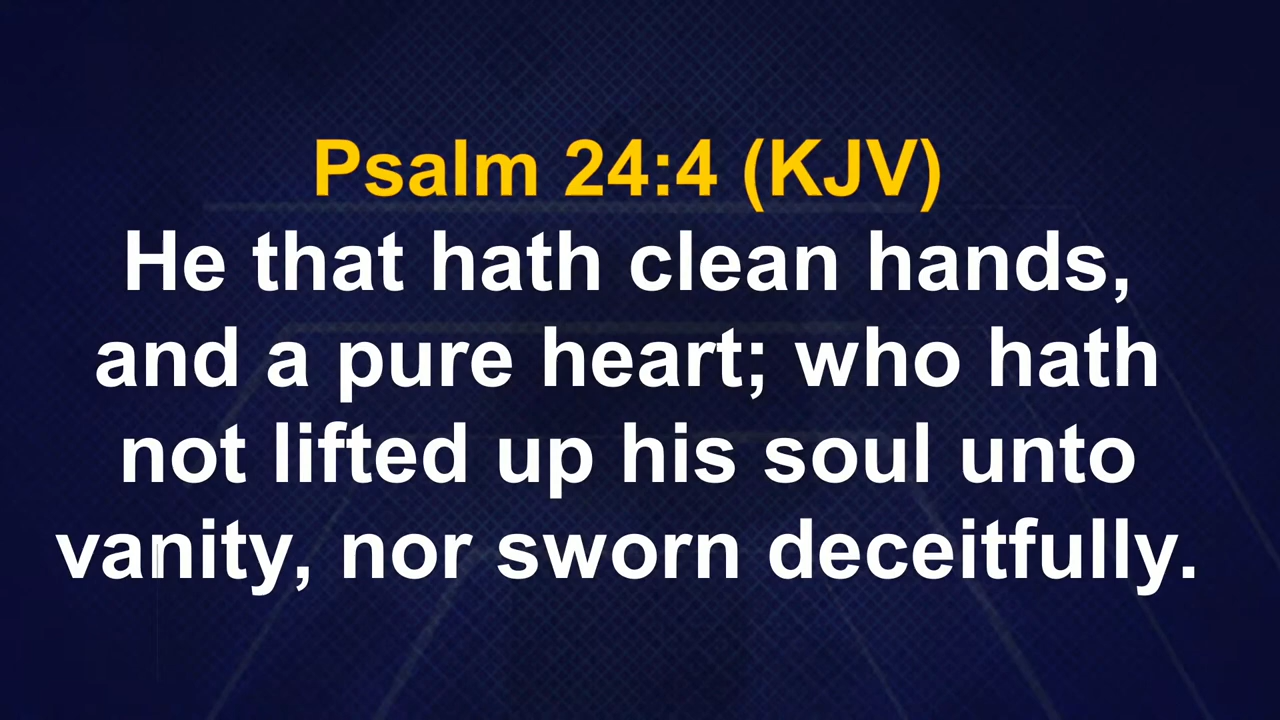 Psalm 24:4 (KJV)
He that hath clean hands,
and a pure heart; who hath
not lifted up his soul unto
vanity, nor sworn deceitfully.